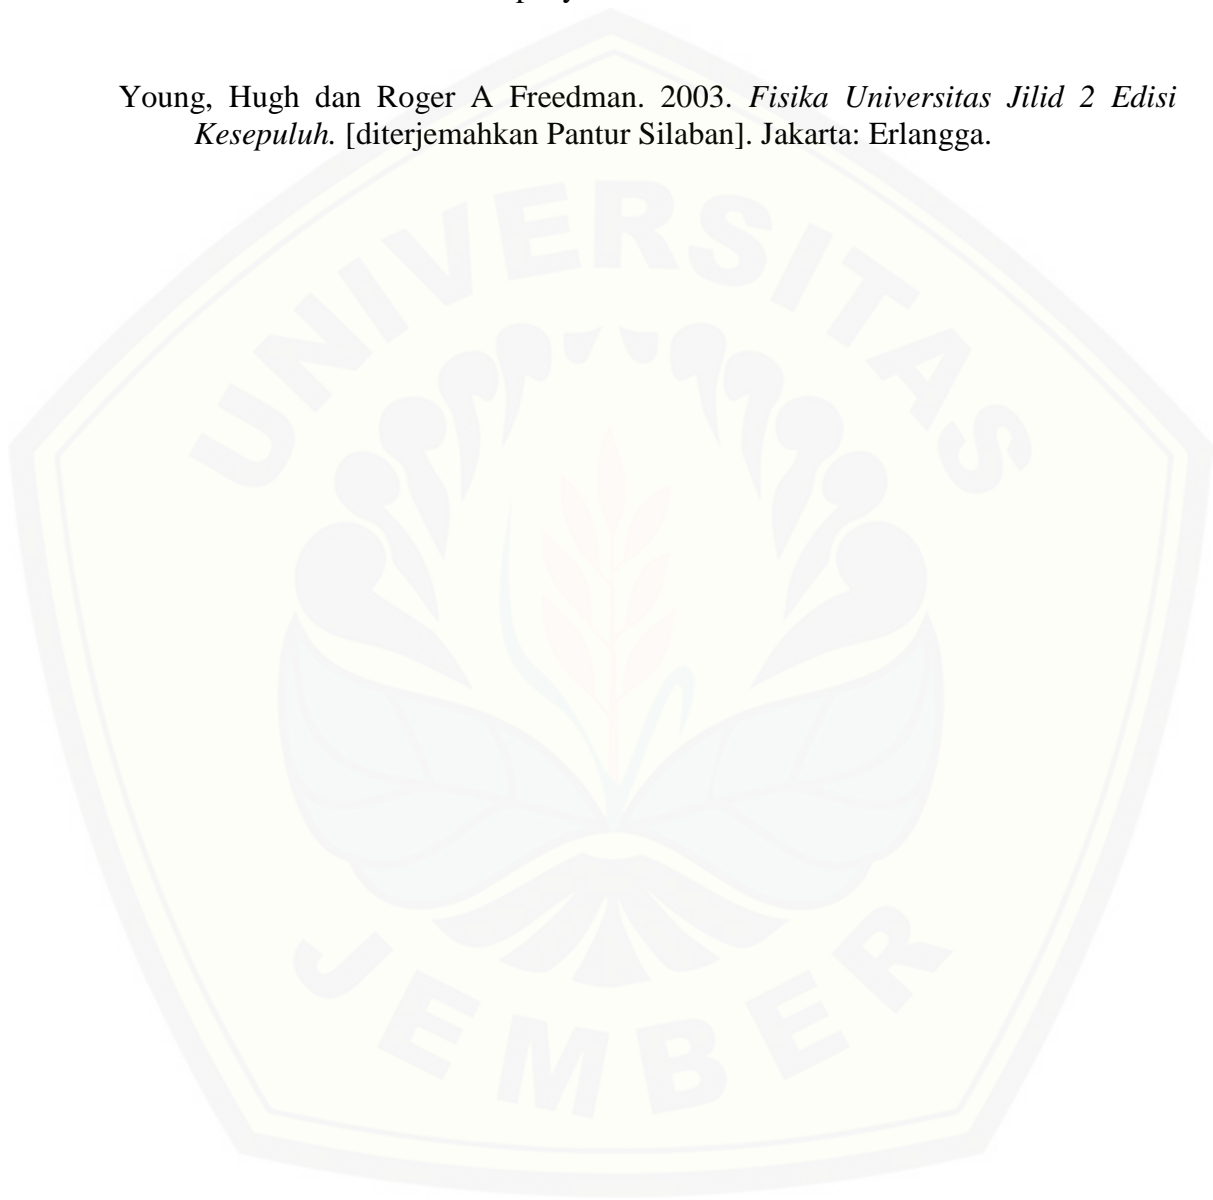 Young, Hugh dan Roger A Freedman. 2003. Fisika Universitas Jilid 2 Edisi
Kesepuluh. [diterjemahkan Pantur Silaban]. Jakarta: Erlangga.
UNIVERSITAS
JEMBER